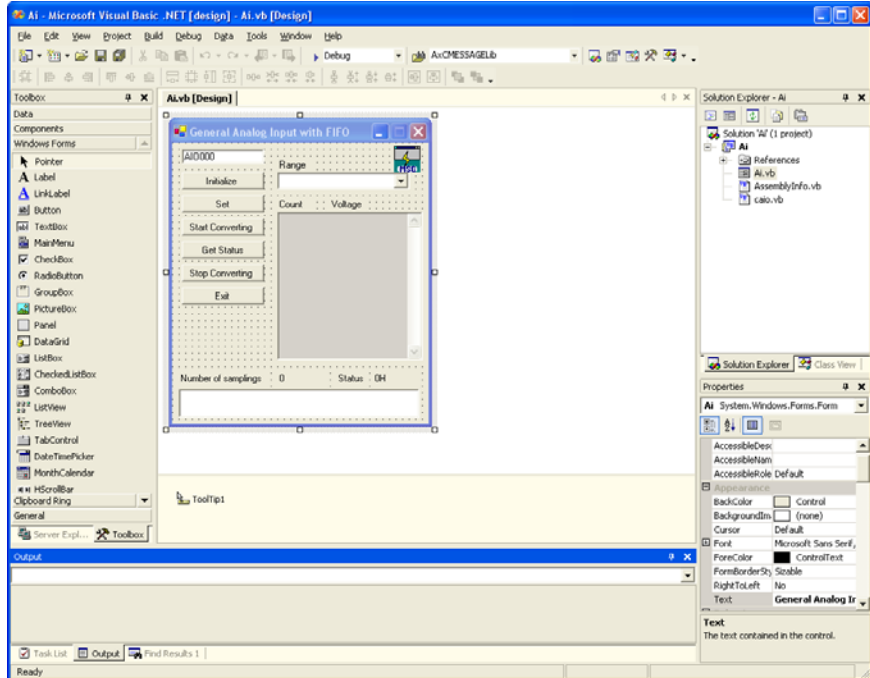 Ai - Microsoft Visual Basic .NET [design] - Ai.vb [Design]
File Edit View Project Build Debug Data Tools Window Help
Debug AxCMESSAGELib
Toolbox
Data
Components
Windows Forms
Pointer
Label
LinkLabel
Button
TextBox
MainMenu
CheckBox
RadioButton
GroupBox
PictureBox
Panel
DataGrid
ListBox
CheckedListBox
ComboBox
ListView
TreeView
TabControl
DateTimePicker
MonthCalendar
HScrollBar
Clipboard Ring
General
Server Expl... Toolbox
Ai.vb [Design]
General Analog Input with FIFO
AIO000
Range
Initialize
Set
Count Voltage
Start Converting
Get Status
Stop Converting
Exit
Number of samplings 0 Status 0H
ToolTip1
Solution Explorer - Ai
Solution 'Ai' (1 project)
Ai
References
Ai.vb
AssemblyInfo.vb
caio.vb
Solution Explorer Class View
Properties
Ai System.Windows.Forms.Form
AccessibleDesc
AccessibleNam
AccessibleRole Default
Appearance
BackColor Control
BackgroundIm (none)
Cursor Default
Font Microsoft Sans Serif,
ForeColor ControlText
FormBorderSty Sizable
RightToLeft No
Text General Analog Ir
Text
The text contained in the control.
Output
Task List Output Find Results 1
Ready